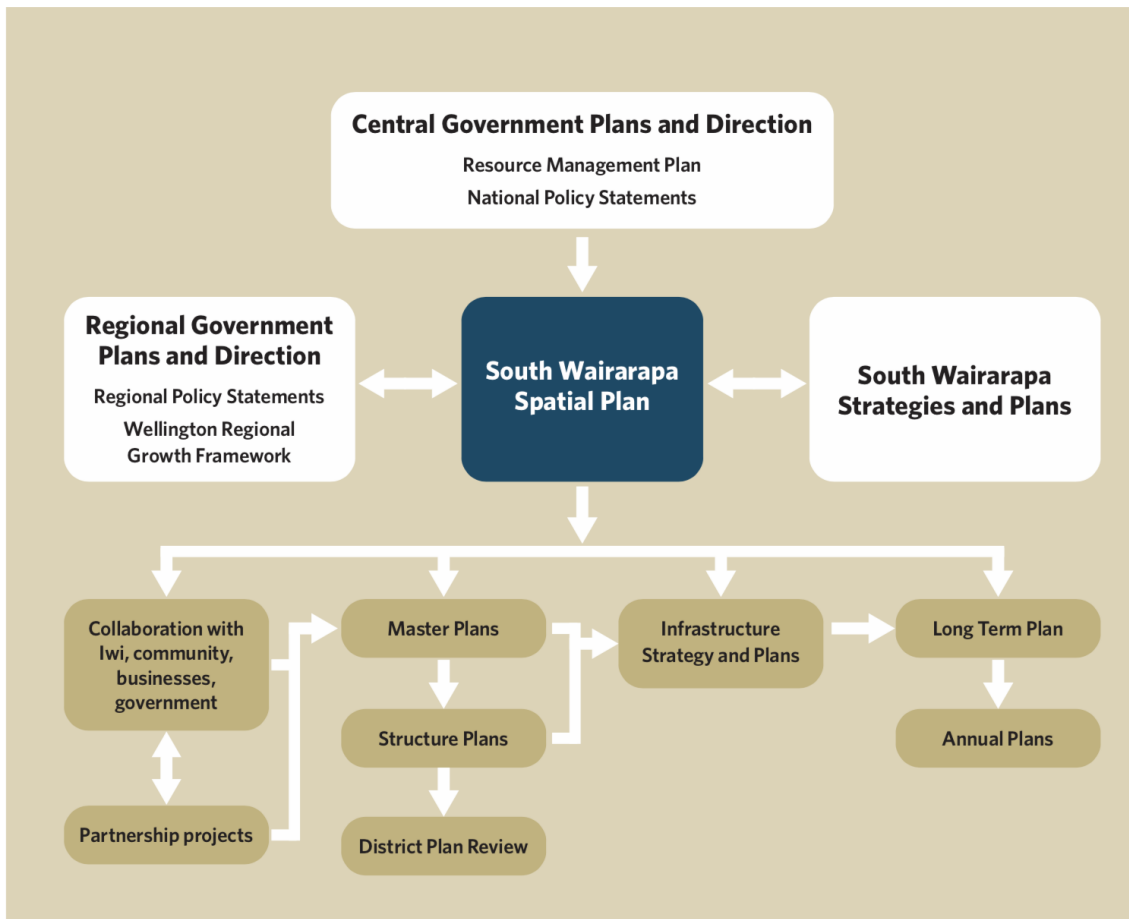 Central Government Plans and Direction
Resource Management Plan
National Policy Statements
Regional Government
Plans and Direction
Regional Policy Statements
Wellington Regional
Growth Framework
South Wairarapa
Spatial Plan
South Wairarapa
Strategies and Plans
Collaboration with
Iwi, community,
businesses,
government
Partnership projects
Master Plans
Structure Plans
District Plan Review
Infrastructure
Strategy and Plans
Long Term Plan
Annual Plans